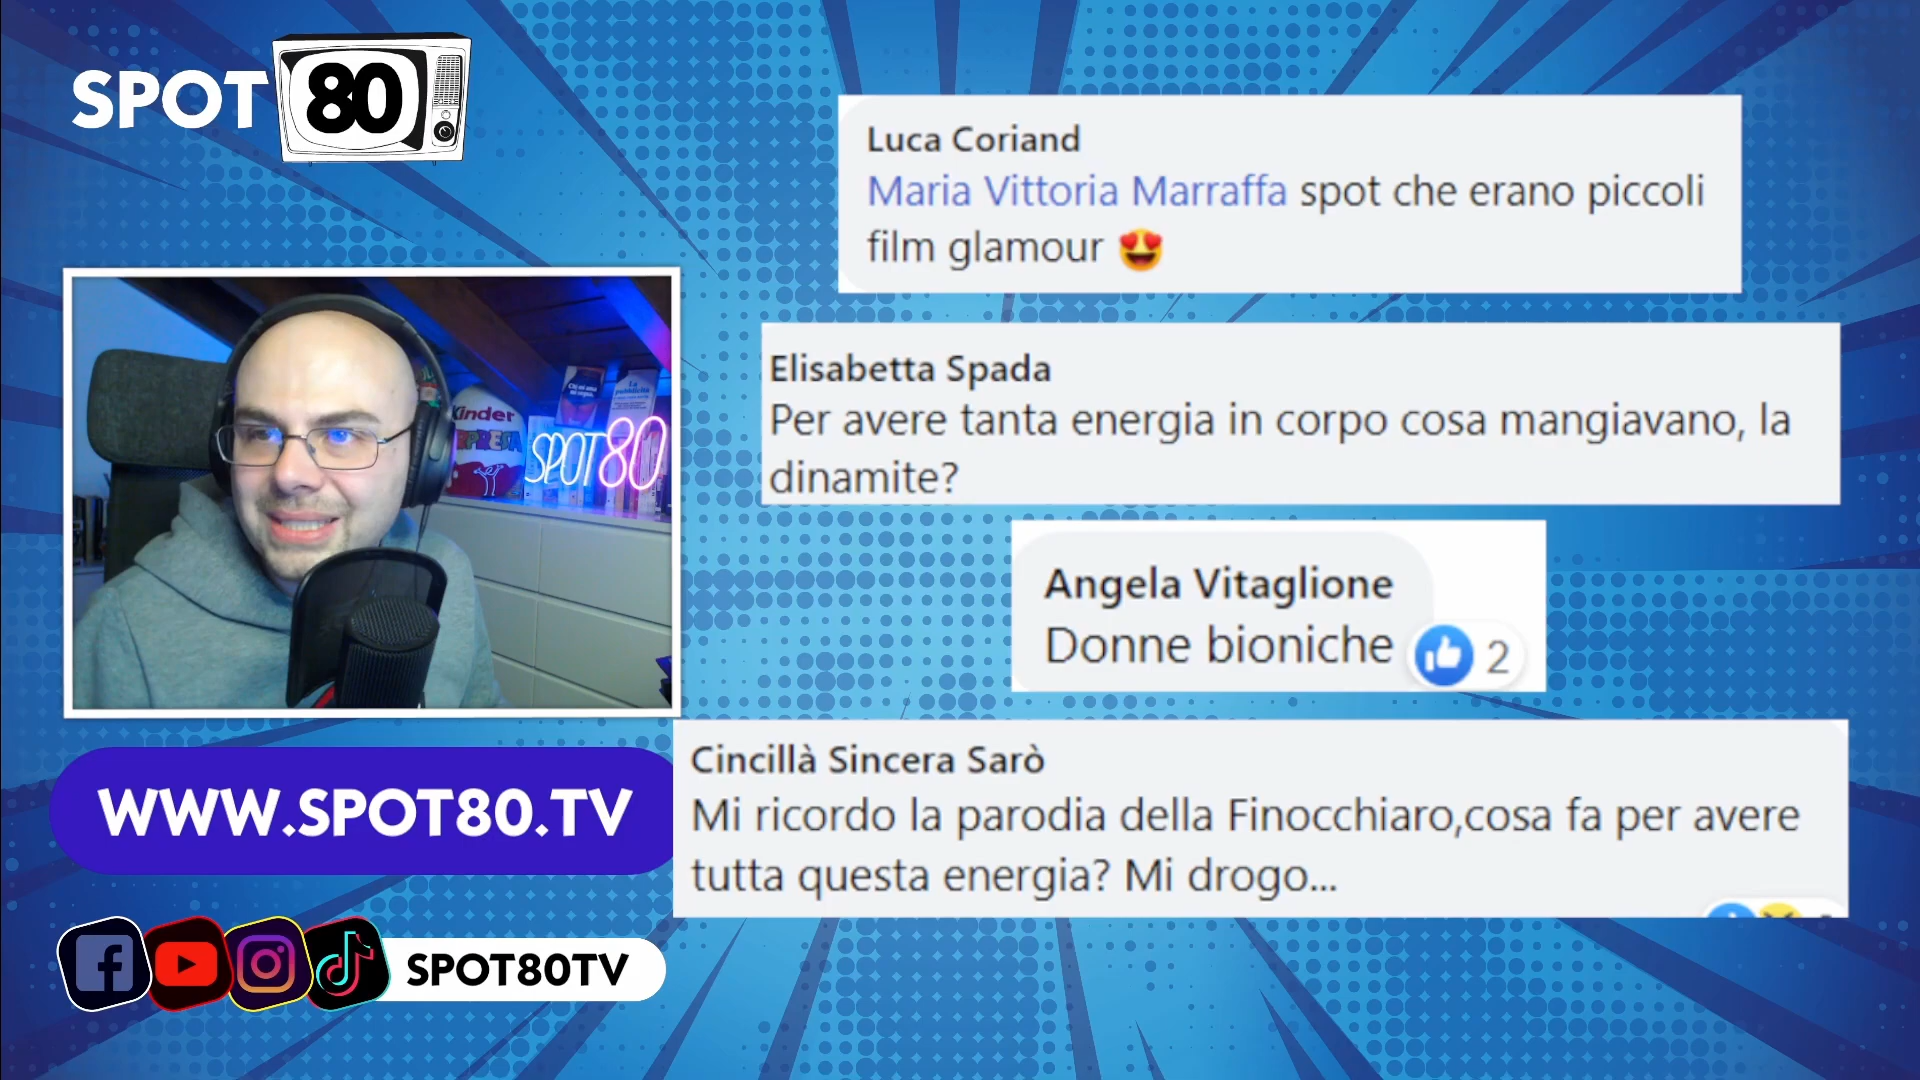 SPOT 80
Luca Coriand
Maria Vittoria Marraffa spot che erano piccoli
film glamour
Elisabetta Spada
Per avere tanta energia in corpo cosa mangiavano, la
dinamite?
Angela Vitaglione
Donne bioniche
2
Cincillà Sincera Sarò
Mi ricordo la parodia della Finocchiaro,cosa fa per avere
tutta questa energia? Mi drogo...
Kinder
SPOT80
WWW.SPOT80.TV
SPOT80TV